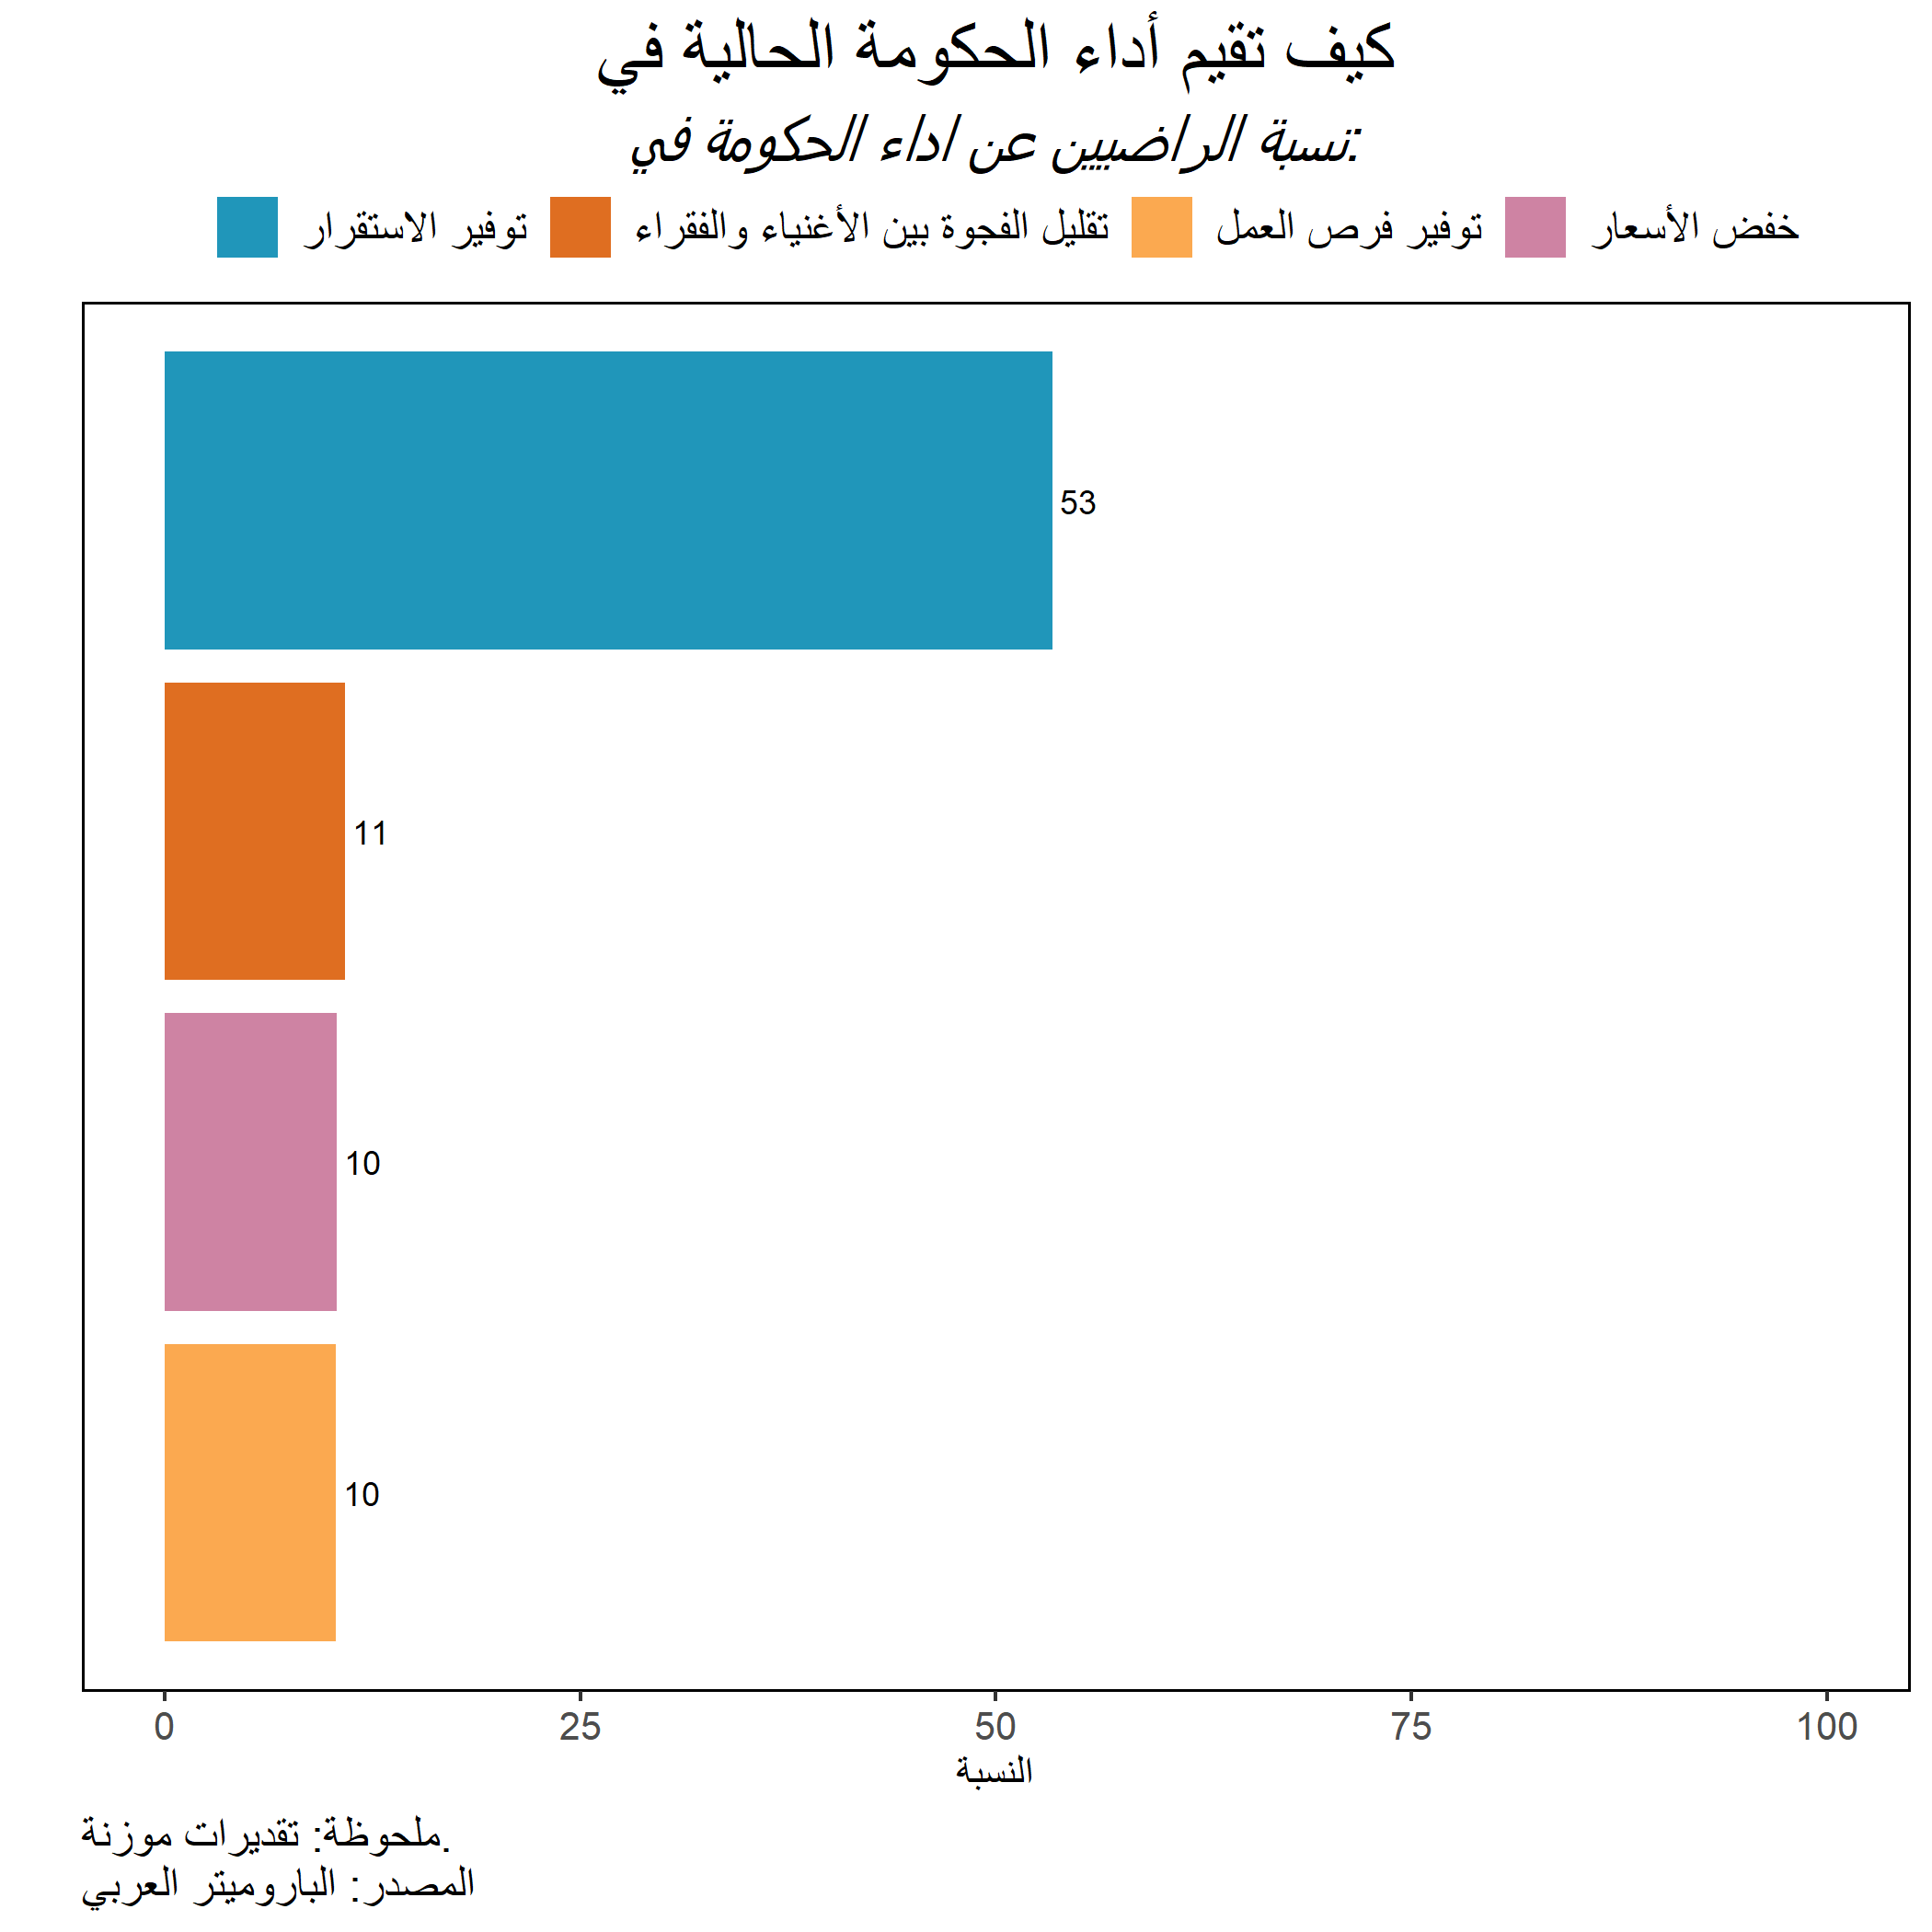 كيف تقيم أداء الحكومة الحالية في
نسبة الراضيين عن اداء الحكومة في:
توفير الاستقرار
تقليل الفجوة بين الأغنياء والفقراء
توفير فرص العمل
خفض الأسعار
53
11
10
10
0 25 50 75 100
النسبة
ملحوظة: تقديرات موزنة.
المصدر: الباروميتر العربي